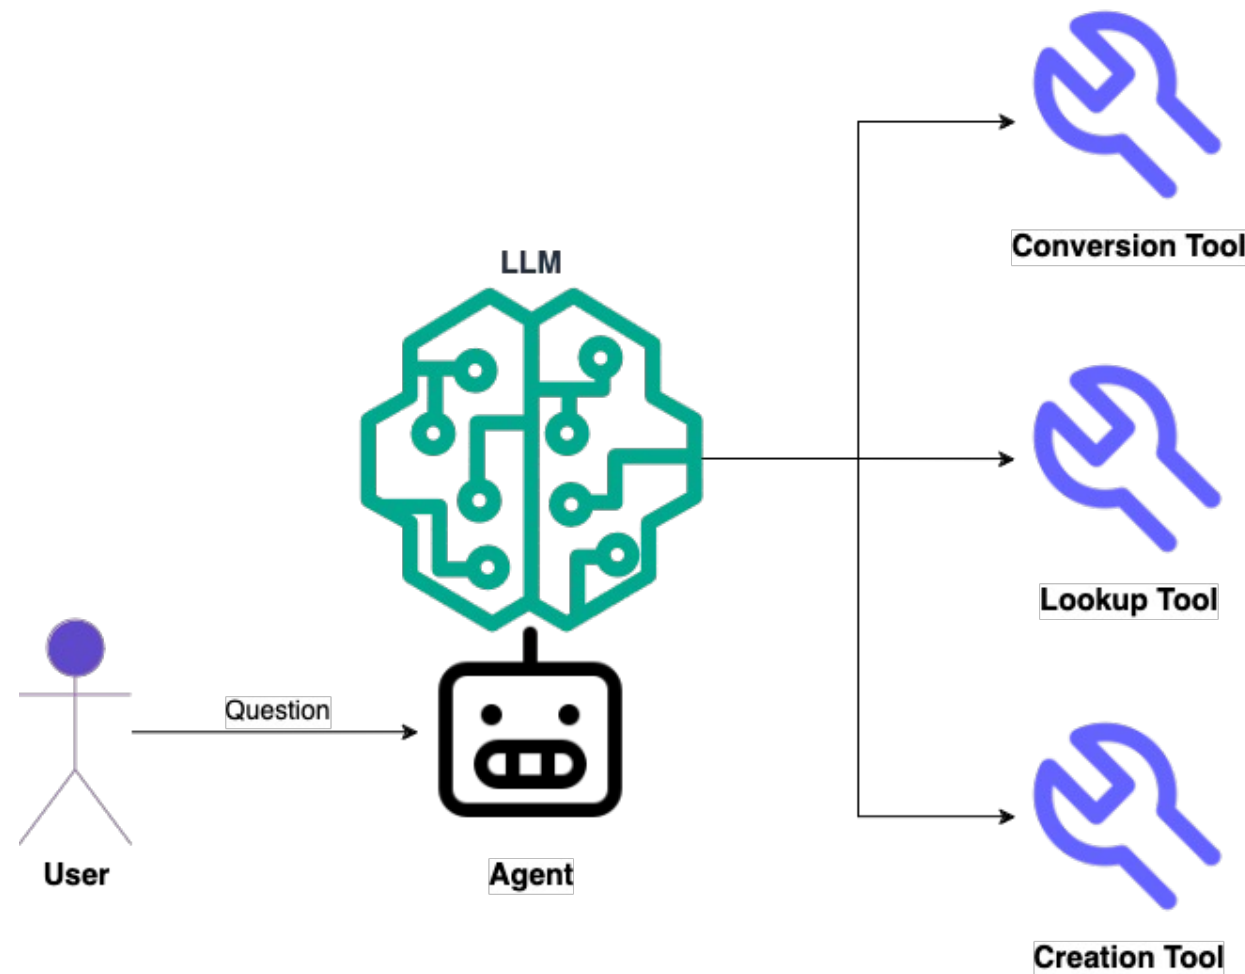 Conversion Tool
LLM
Lookup Tool
Question
User
Agent
Creation Tool